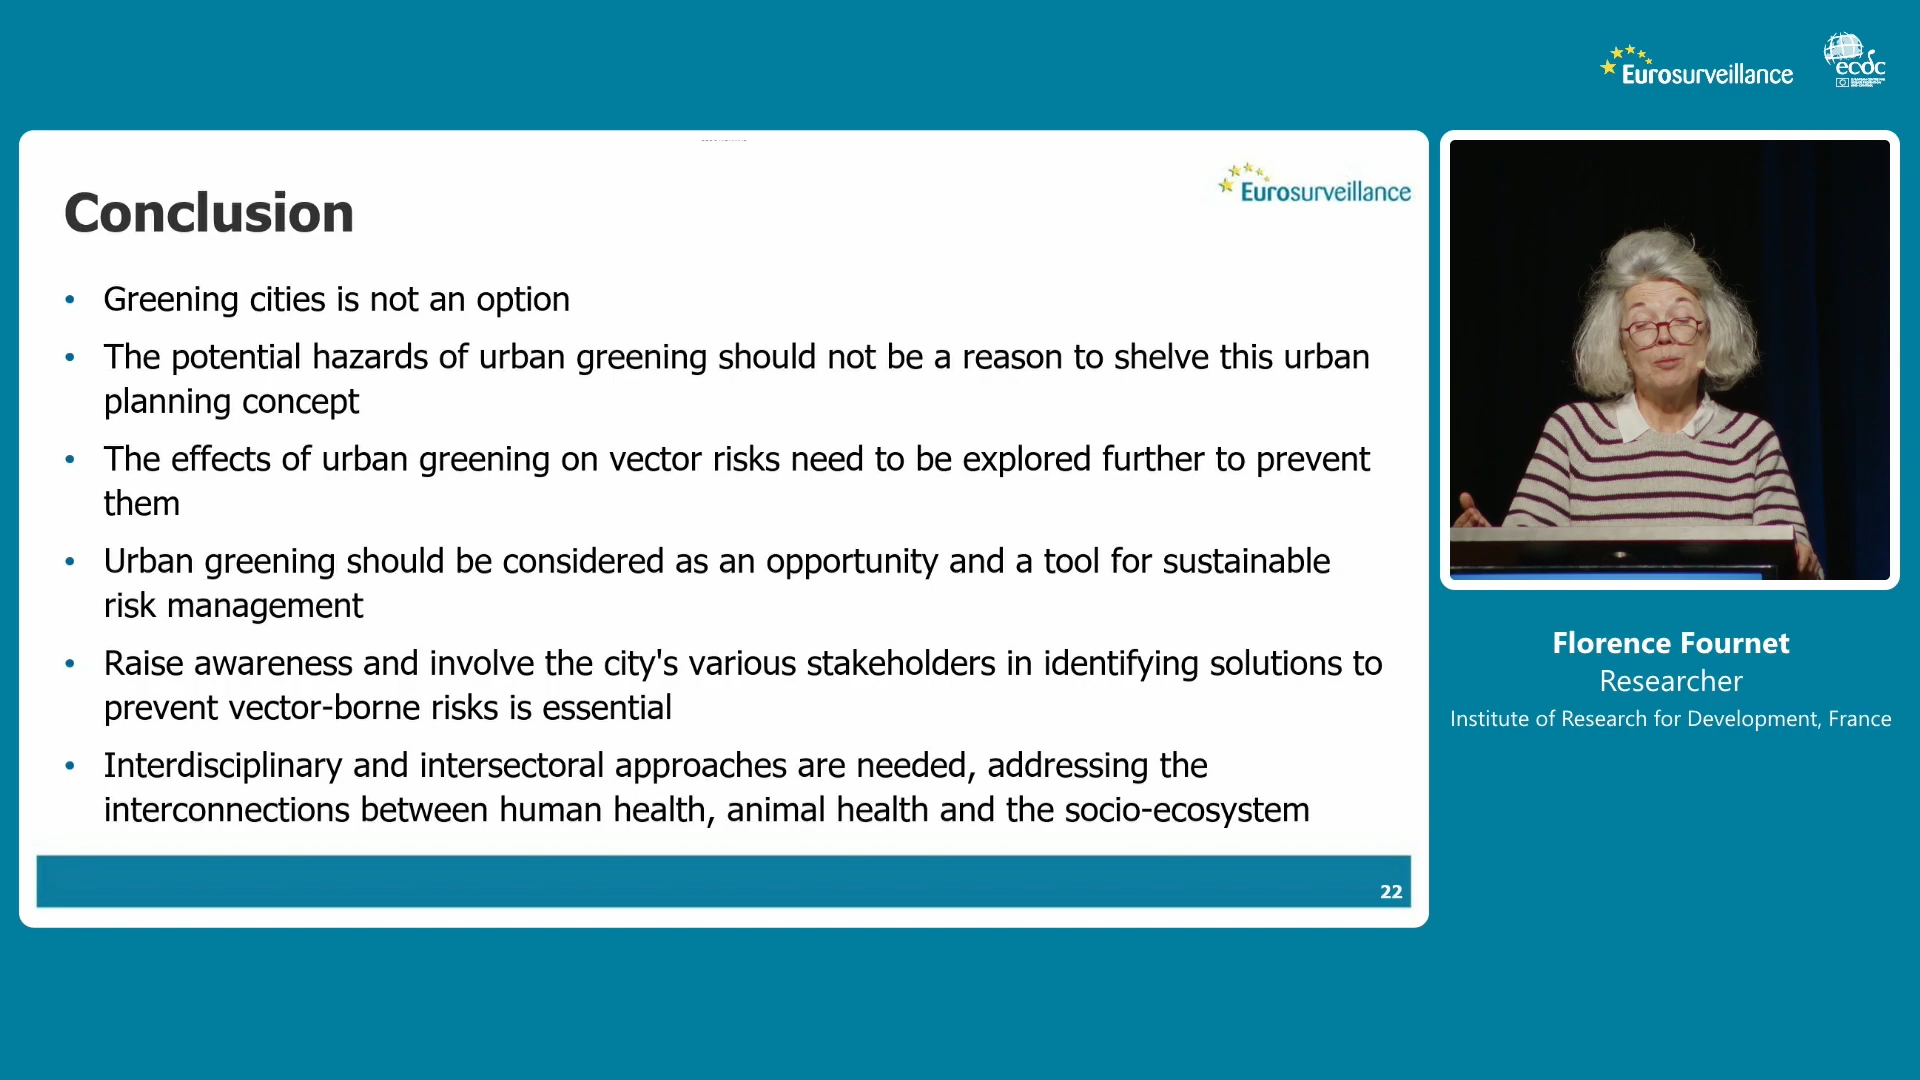 Eurosurveillance
ecdc
Eurosurveillance
Conclusion
• Greening cities is not an option
• The potential hazards of urban greening should not be a reason to shelve this urban
planning concept
• The effects of urban greening on vector risks need to be explored further to prevent
them
• Urban greening should be considered as an opportunity and a tool for sustainable
risk management
• Raise awareness and involve the city's various stakeholders in identifying solutions to
prevent vector-borne risks is essential
• Interdisciplinary and intersectoral approaches are needed, addressing the
interconnections between human health, animal health and the socio-ecosystem
22
Florence Fournet
Researcher
Institute of Research for Development, France